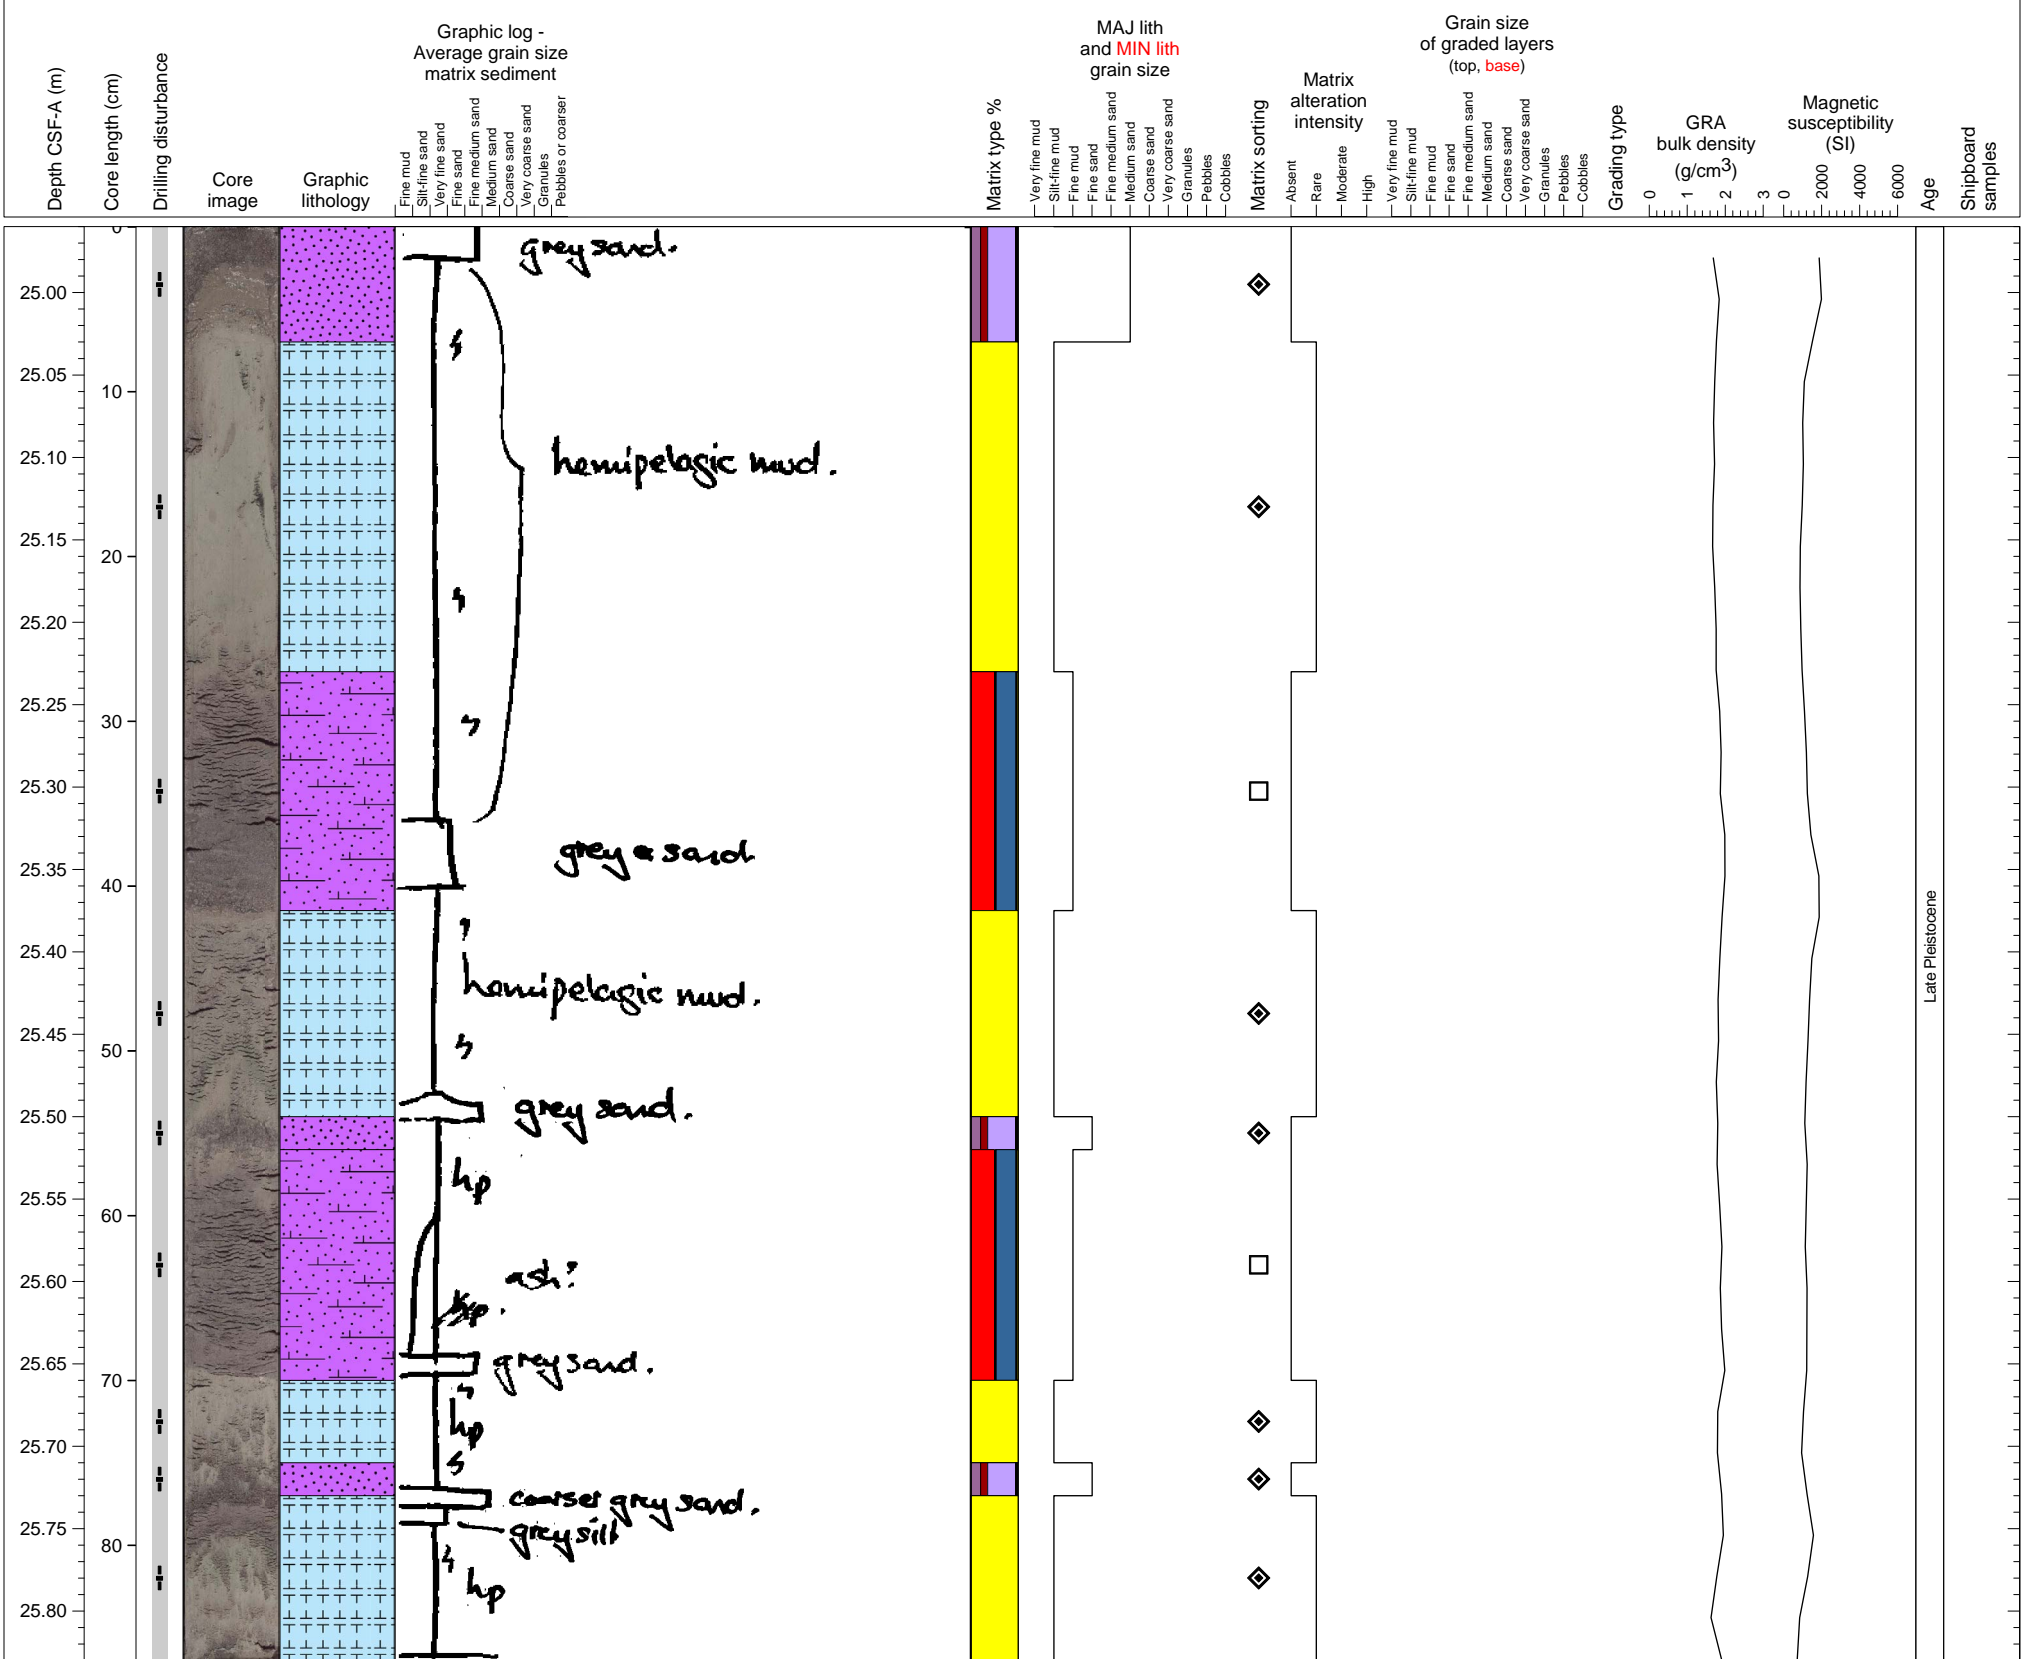 Depth CSF-A (m)
Core length (cm)
Drilling disturbance
Core
image
Graphic
lithology
Graphic log -
Average grain size
matrix sediment
Fine mud
Silt-fine sand
Very fine sand
Fine sand
Fine medium sand
Medium sand
Coarse sand
Very coarse sand
Granules
Pebbles or coarser
Matrix type %
MAJ lith
and MIN lith
grain size
Very fine mud
Silt-fine mud
Fine mud
Fine sand
Fine medium sand
Medium sand
Coarse sand
Very coarse sand
Granules
Pebbles
Cobbles
Matrix sorting
Matrix
alteration
intensity
Absent
Rare
Moderate
High
Grain size
of graded layers
(top, base)
Very fine mud
Silt-fine mud
Fine mud
Fine sand
Fine medium sand
Medium sand
Coarse sand
Very coarse sand
Granules
Pebbles
Cobbles
Grading type
GRA
bulk density
(g/cm3)
0 1 2 3
Magnetic
susceptibility
(SI)
0 2000 4000 6000
Age
Shipboard
samples
0
grey sand.
25.00
25.05
10
25.10
hemipelagic mud.
25.15
20
25.20
25.25
30
25.30
25.35
grey sand
40
25.40
Late Pleistocene
hemipelagic mud.
25.45
50
25.50
grey sand.
25.55
hp
60
25.60
ash?
hp.
25.65
grey sand.
70
25.70
hp
25.75
coarser grey sand.
grey silt
80
25.80
hp